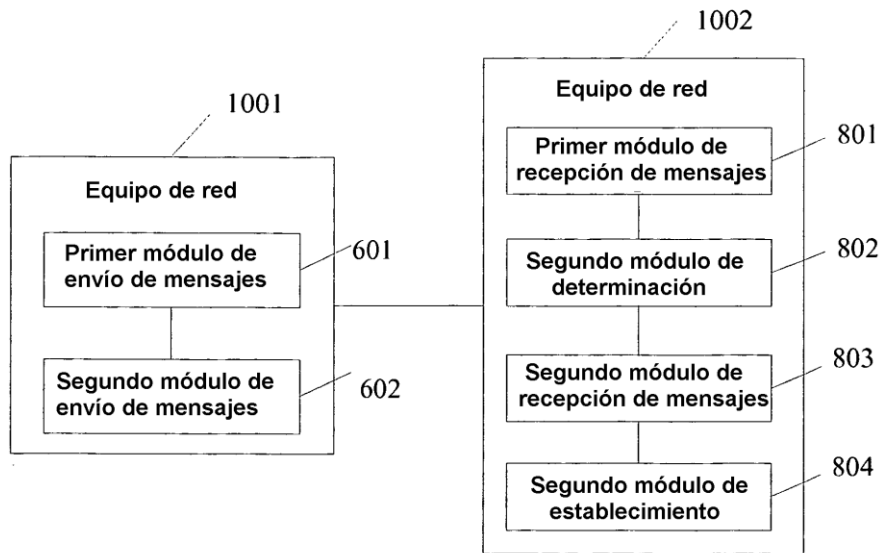 1001
Equipo de red
Primer módulo de
envío de mensajes
601
Segundo módulo de
envío de mensajes
602
1002
Equipo de red
Primer módulo de
recepción de mensajes
801
Segundo módulo de
determinación
802
Segundo módulo de
recepción de mensajes
803
Segundo módulo de
establecimiento
804